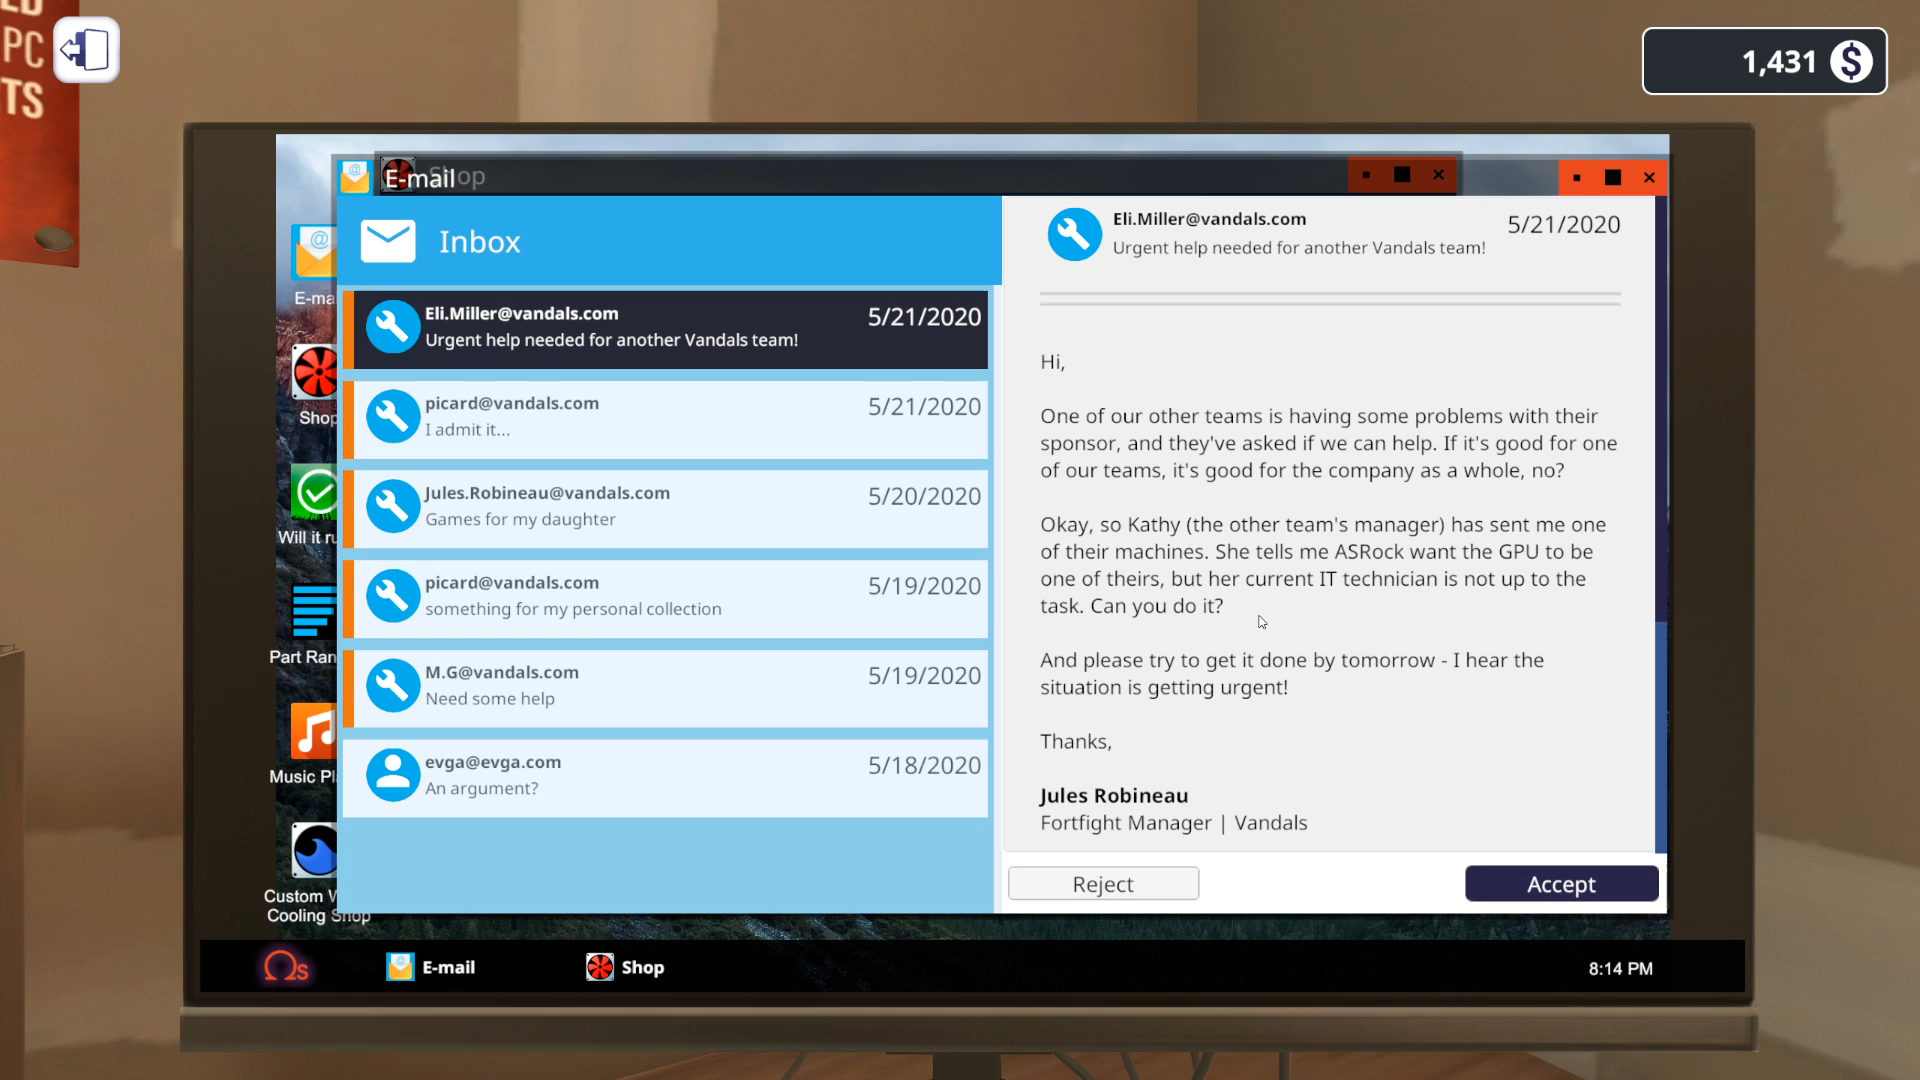 PC
TS
1,431
E-mail
Shop
Inbox
Eli.Miller@vandals.com
5/21/2020
Urgent help needed for another Vandals team!
picard@vandals.com
5/21/2020
I admit it...
Jules.Robineau@vandals.com
5/20/2020
Games for my daughter
picard@vandals.com
5/19/2020
something for my personal collection
M.G@vandals.com
5/19/2020
Need some help
evga@evga.com
5/18/2020
An argument?
Eli.Miller@vandals.com
5/21/2020
Urgent help needed for another Vandals team!
Hi,
One of our other teams is having some problems with their
sponsor, and they've asked if we can help. If it's good for one
of our teams, it's good for the company as a whole, no?
Okay, so Kathy (the other team's manager) has sent me one
of their machines. She tells me ASRock want the GPU to be
one of theirs, but her current IT technician is not up to the
task. Can you do it?
And please try to get it done by tomorrow - I hear the
situation is getting urgent!
Thanks,
Jules Robineau
Fortfight Manager | Vandals
Reject
Accept
E-ma
Shop
Will it ru
Part Ran
Music Pl
Custom W
Cooling Shop
Ωs
E-mail
Shop
8:14 PM